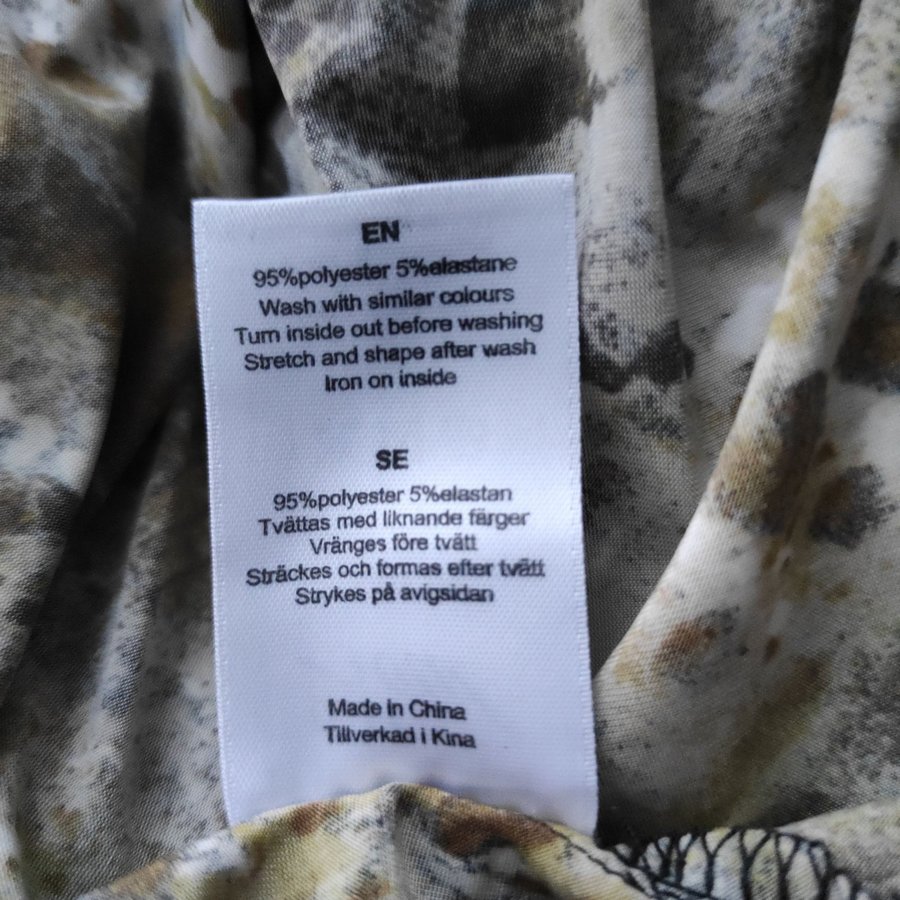 EN
95%polyester 5%elastane
Wash with similar colours
Turn inside out before washing
Stretch and shape after wash
Iron on inside
SE
95%polyester 5%elastan
Tvättas med liknande färger
Vränges före tvätt
Sträckes och formas efter tvätt
Strykes på avigsidan
Made in China
Tillverkad i Kina